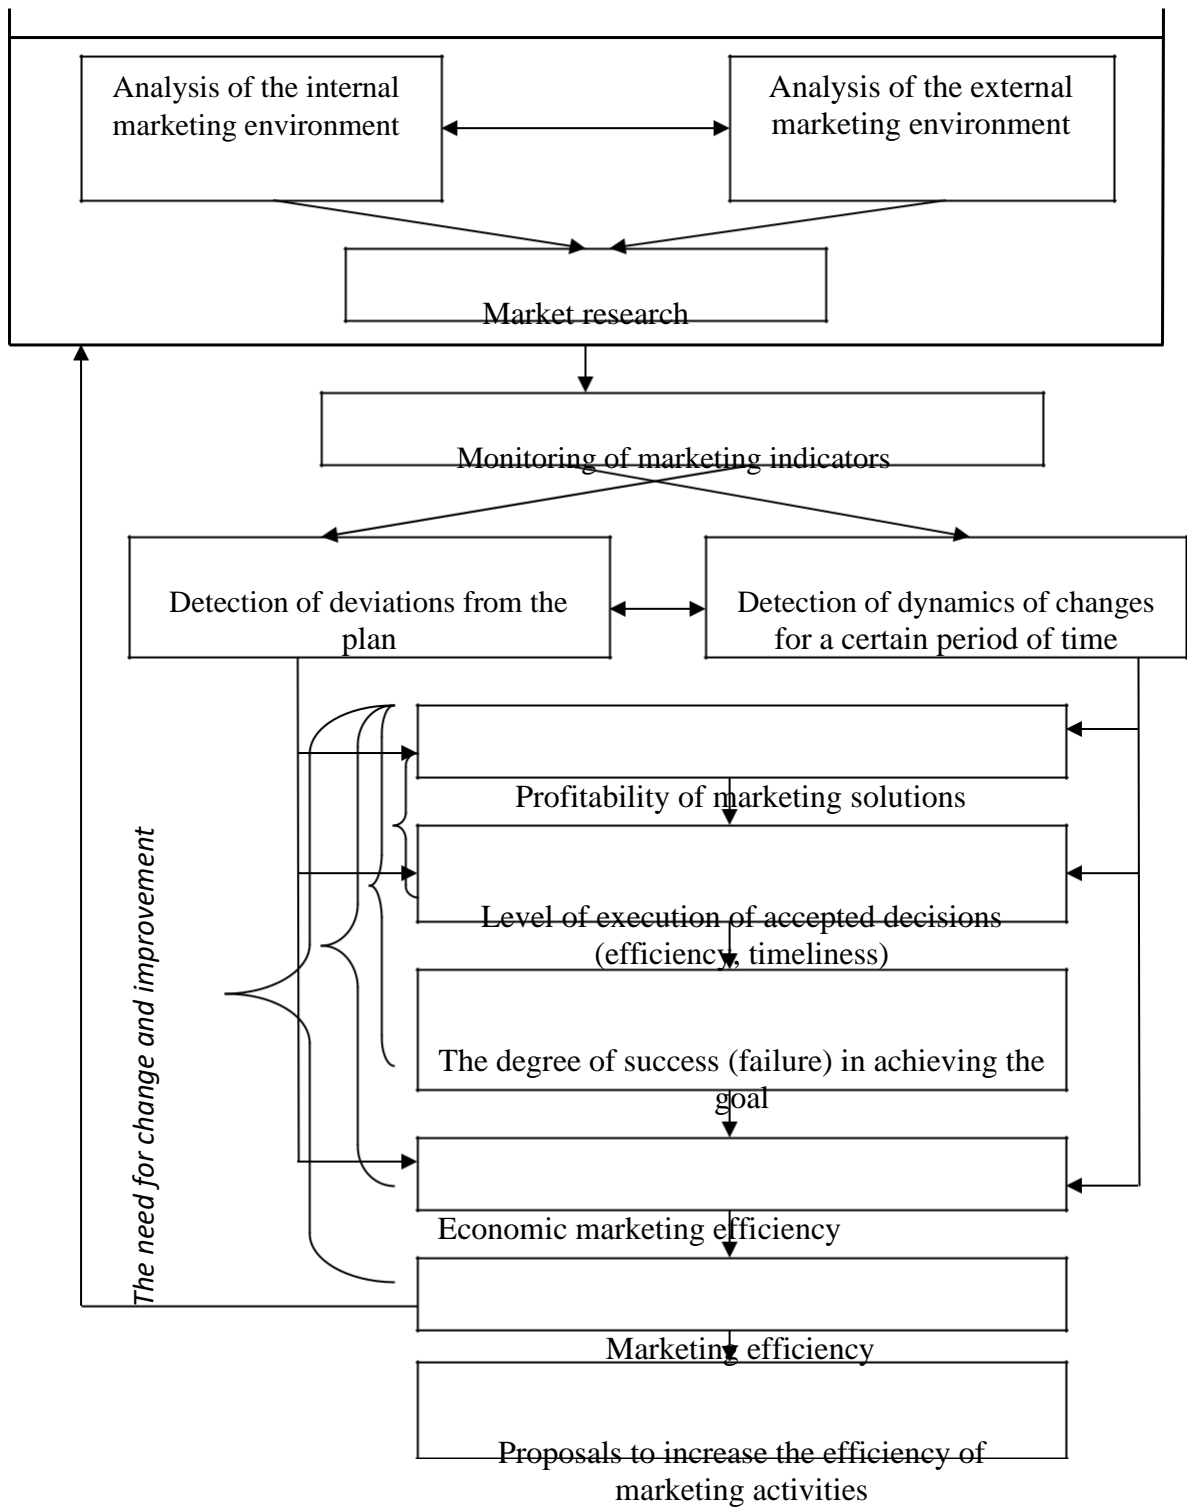 Analysis of the internal
marketing environment
Analysis of the external
marketing environment
Market research
Monitoring of marketing indicators
Detection of deviations from the
plan
Detection of dynamics of changes
for a certain period of time
The need for change and improvement
Profitability of marketing solutions
Level of execution of accepted decisions
(efficiency, timeliness)
The degree of success (failure) in achieving the
goal
Economic marketing efficiency
Marketing efficiency
Proposals to increase the efficiency of
marketing activities